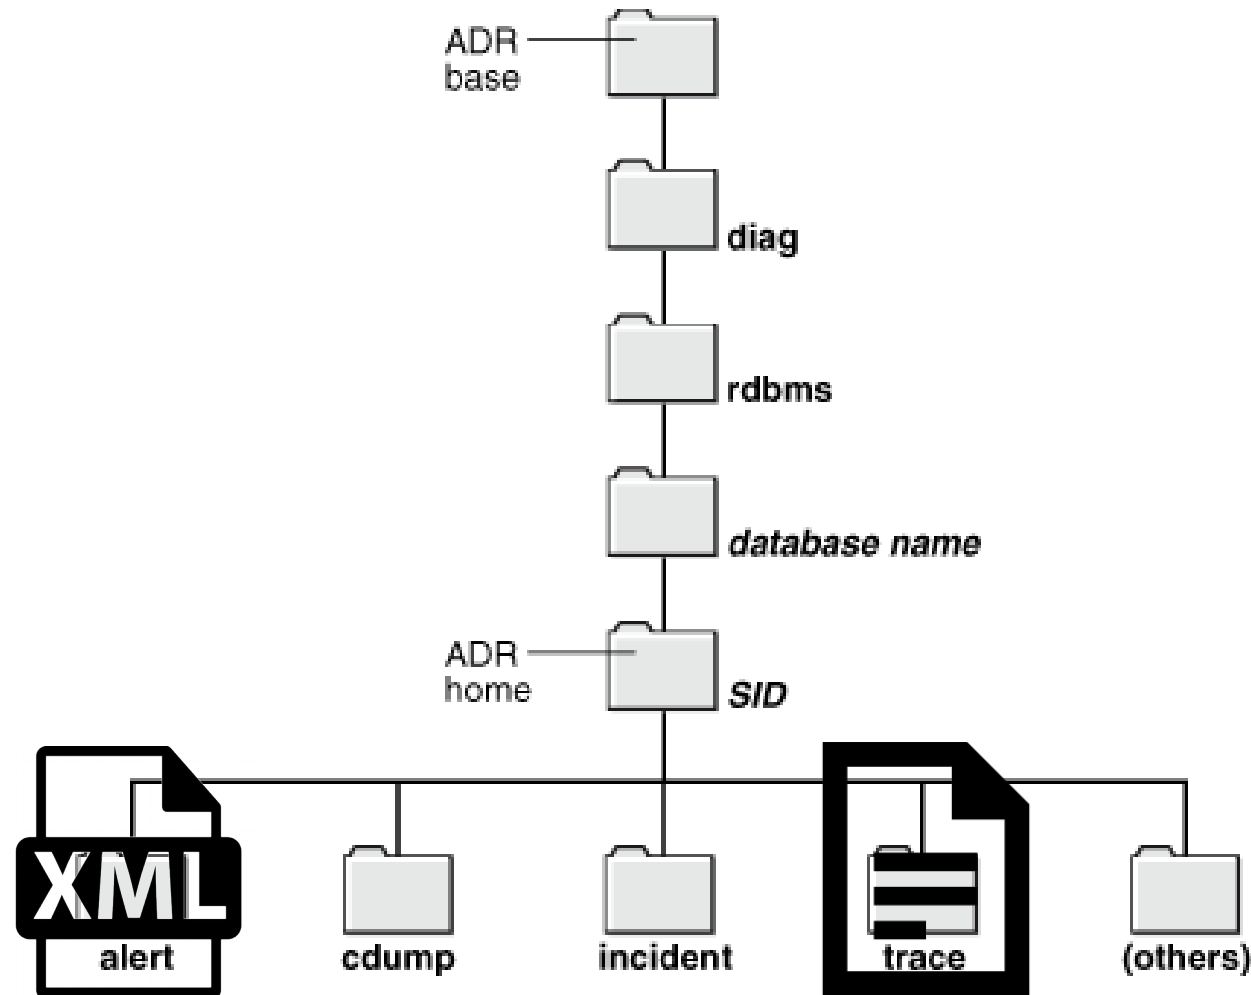 ADR
base
diag
rdbms
database name
ADR
home
SID
XML
alert
cdump
incident
trace
(others)